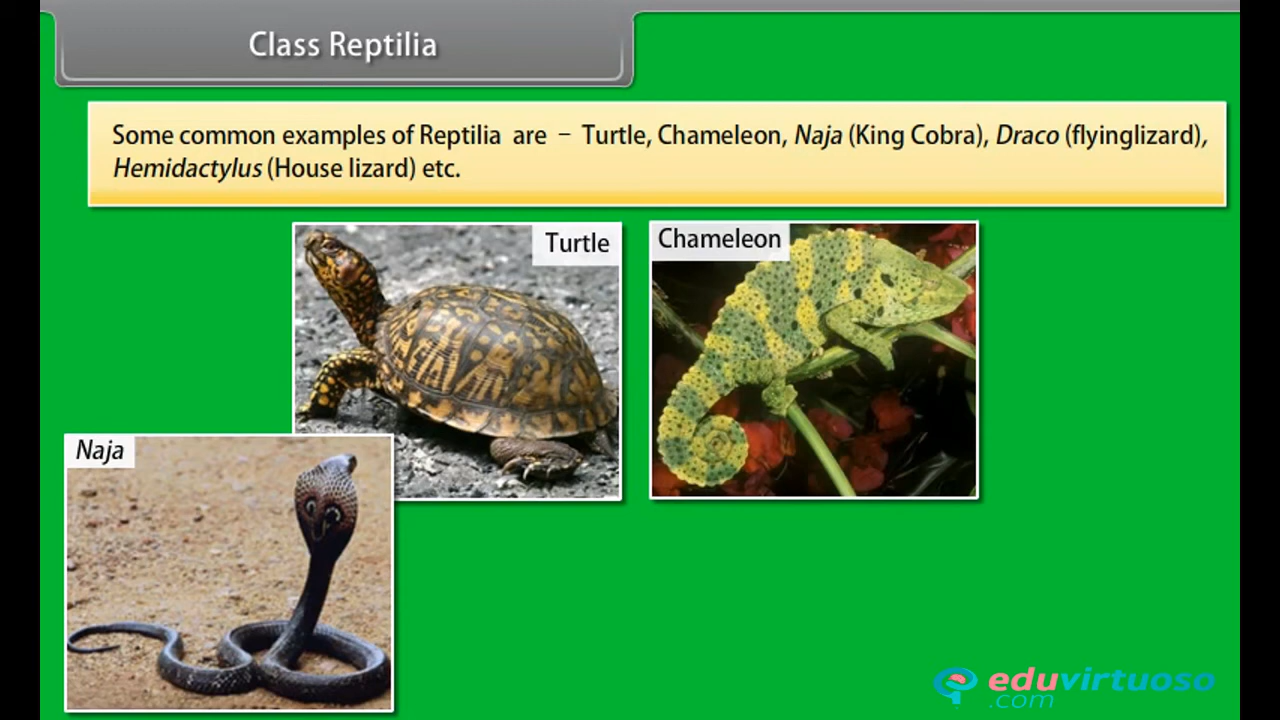 Class Reptilia
Some common examples of Reptilia are – Turtle, Chameleon, Naja (King Cobra), Draco (flyinglizard),
Hemidactylus (House lizard) etc.
Turtle
Chameleon
Naja
eduvirtuoso
.com